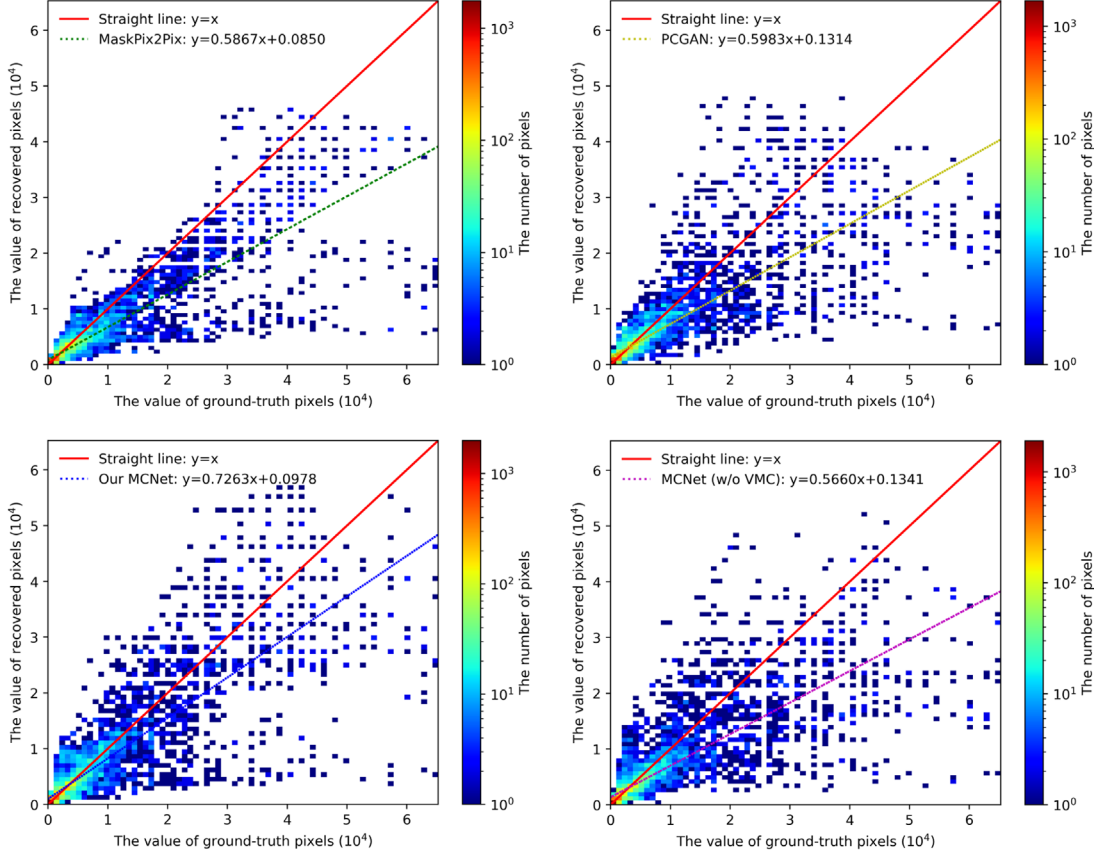 Straight line: y=x
MaskPix2Pix: y=0.5867x+0.0850
The value of recovered pixels (10⁴)
6
5
4
3
2
1
0
0 1 2 3 4 5 6
The value of ground-truth pixels (10⁴)
10³
10²
10¹
10⁰
The number of pixels
Straight line: y=x
PCGAN: y=0.5983x+0.1314
The value of recovered pixels (10⁴)
6
5
4
3
2
1
0
0 1 2 3 4 5 6
The value of ground-truth pixels (10⁴)
10³
10²
10¹
10⁰
The number of pixels
Straight line: y=x
Our MCNet: y=0.7263x+0.0978
The value of recovered pixels (10⁴)
6
5
4
3
2
1
0
0 1 2 3 4 5 6
The value of ground-truth pixels (10⁴)
10³
10²
10¹
10⁰
The number of pixels
Straight line: y=x
MCNet (w/o VMC): y=0.5660x+0.1341
The value of recovered pixels (10⁴)
6
5
4
3
2
1
0
0 1 2 3 4 5 6
The value of ground-truth pixels (10⁴)
10³
10²
10¹
10⁰
The number of pixels